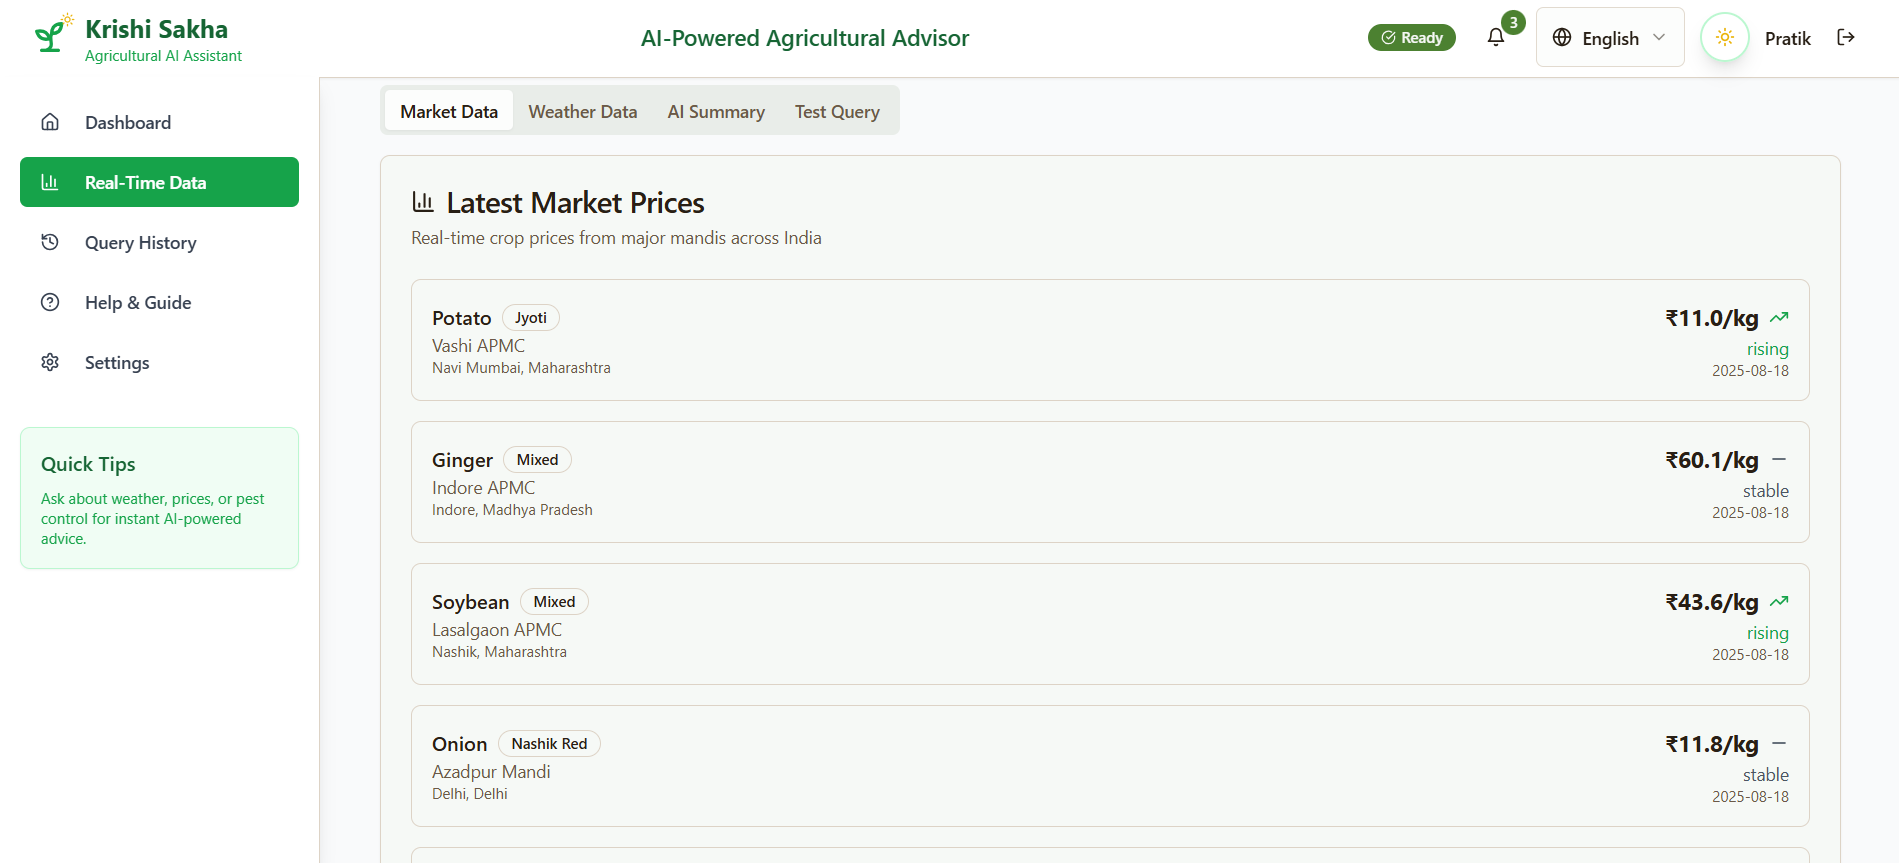 Krishi Sakha
Agricultural AI Assistant
AI-Powered Agricultural Advisor
Ready
3
English
Pratik
Dashboard
Real-Time Data
Query History
Help & Guide
Settings
Quick Tips
Ask about weather, prices, or pest
control for instant AI-powered
advice.
Market Data Weather Data AI Summary Test Query
Latest Market Prices
Real-time crop prices from major mandis across India
Potato Jyoti
Vashi APMC
Navi Mumbai, Maharashtra
₹11.0/kg
rising
2025-08-18
Ginger Mixed
Indore APMC
Indore, Madhya Pradesh
₹60.1/kg
stable
2025-08-18
Soybean Mixed
Lasalgaon APMC
Nashik, Maharashtra
₹43.6/kg
rising
2025-08-18
Onion Nashik Red
Azadpur Mandi
Delhi, Delhi
₹11.8/kg
stable
2025-08-18